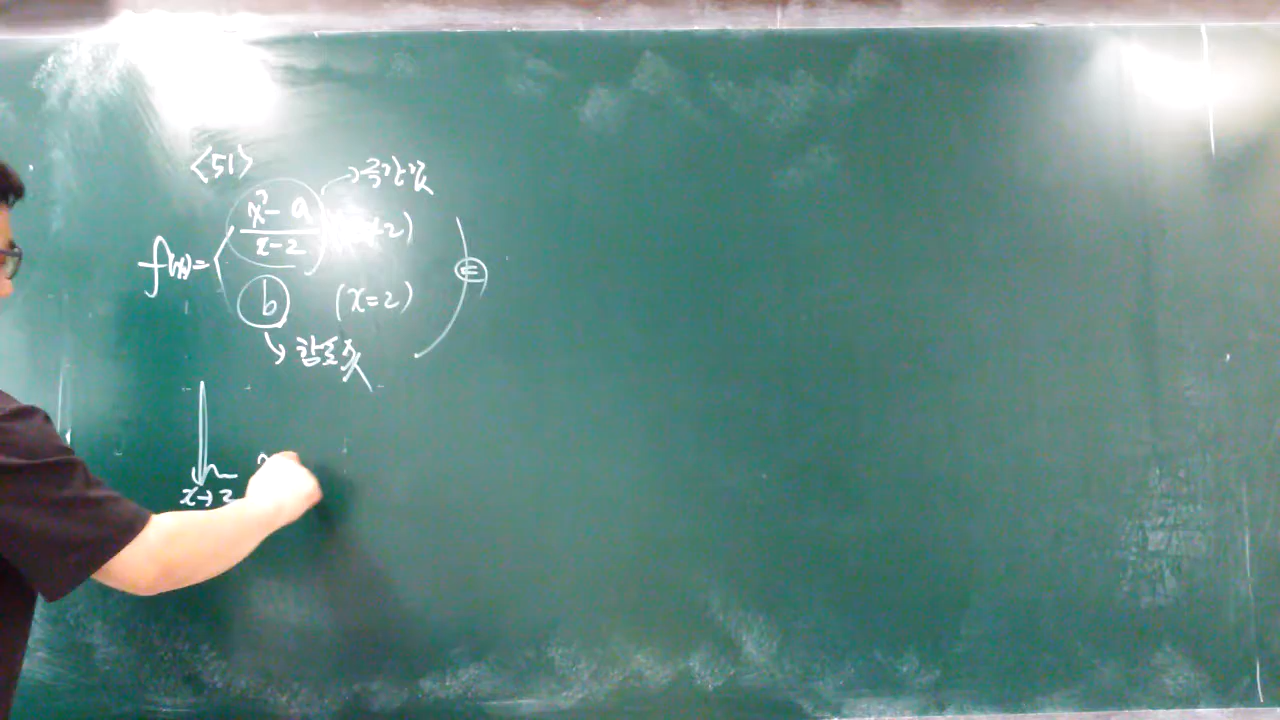 <51>
→극한값
f(x)= { x²-a / x-2 (x≠2)
b (x=2)
=
→ 함숫값
lim x→2